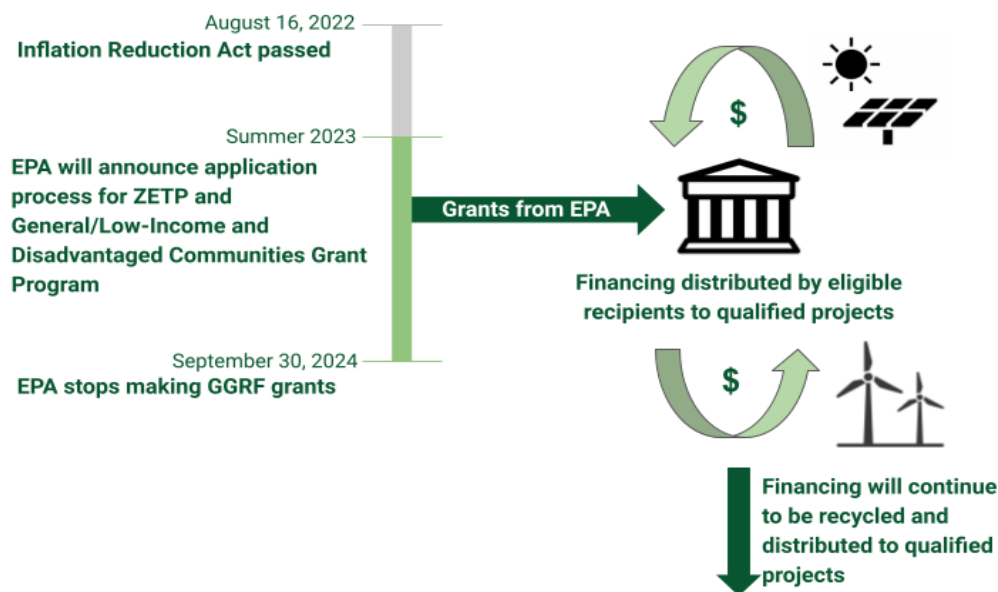 August 16, 2022
Inflation Reduction Act passed
Summer 2023
EPA will announce application
process for ZETP and
General/Low-Income and
Disadvantaged Communities Grant
Program
September 30, 2024
EPA stops making GGRF grants
Grants from EPA
$
Financing distributed by eligible
recipients to qualified projects
$
Financing will continue
to be recycled and
distributed to qualified
projects